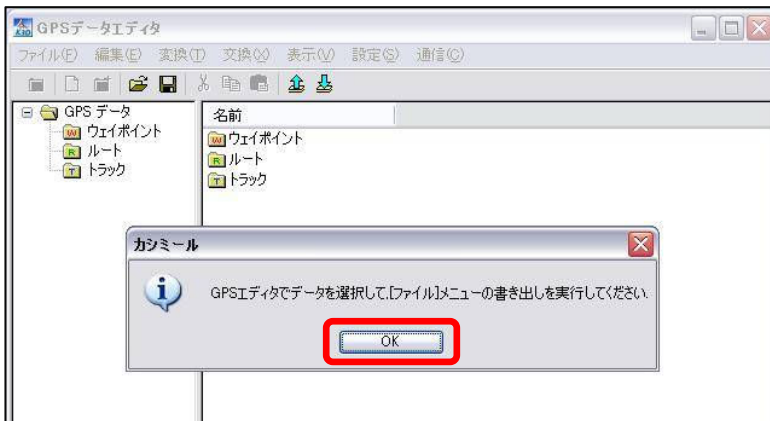 GPSデータエディタ
ファイル(F) 編集(E) 変換(T) 交換(X) 表示(V) 設定(S) 通信(C)
GPS データ
ウェイポイント
ルート
トラック
名前
ウェイポイント
ルート
トラック
カシミール
GPSエディタでデータを選択して、[ファイル]メニューの書き出しを実行してください.
OK